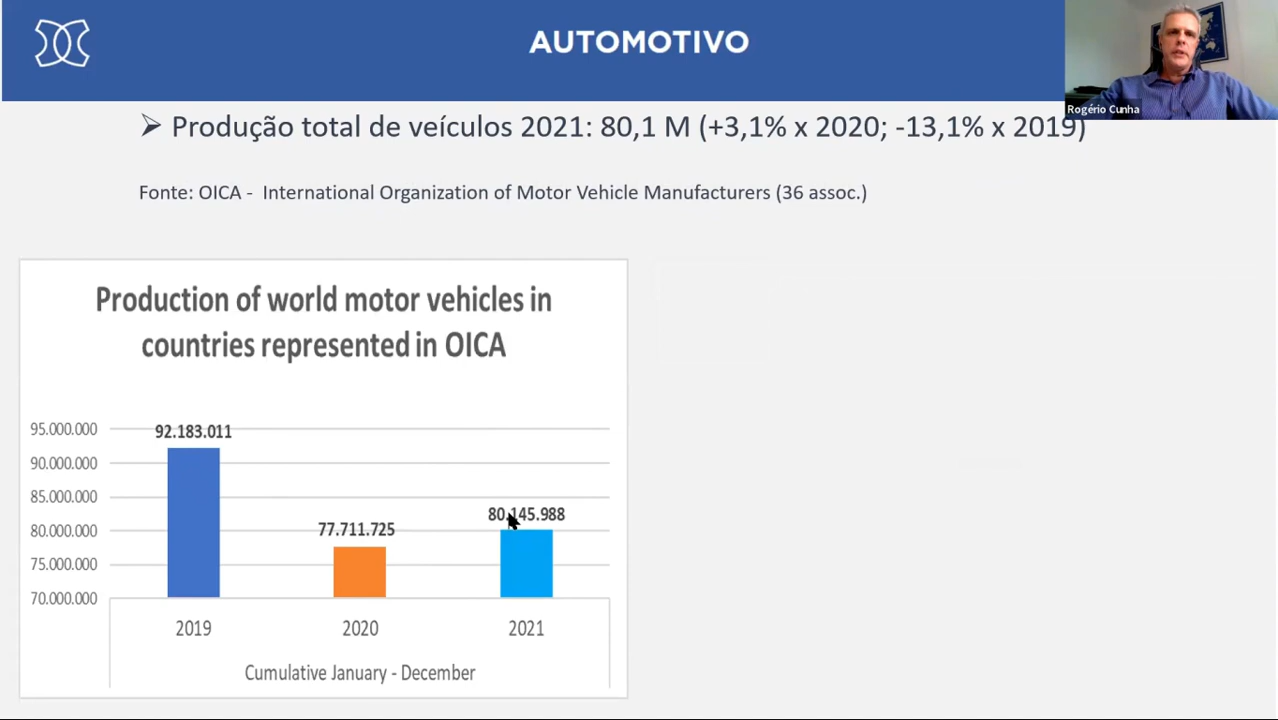 AUTOMOTIVO
Rogério Cunha
➢ Produção total de veículos 2021: 80,1 M (+3,1% x 2020; -13,1% x 2019)
Fonte: OICA - International Organization of Motor Vehicle Manufacturers (36 assoc.)
Production of world motor vehicles in
countries represented in OICA
95.000.000
90.000.000
85.000.000
80.000.000
75.000.000
70.000.000
92.183.011
77.711.725
80.145.988
2019 2020 2021
Cumulative January - December